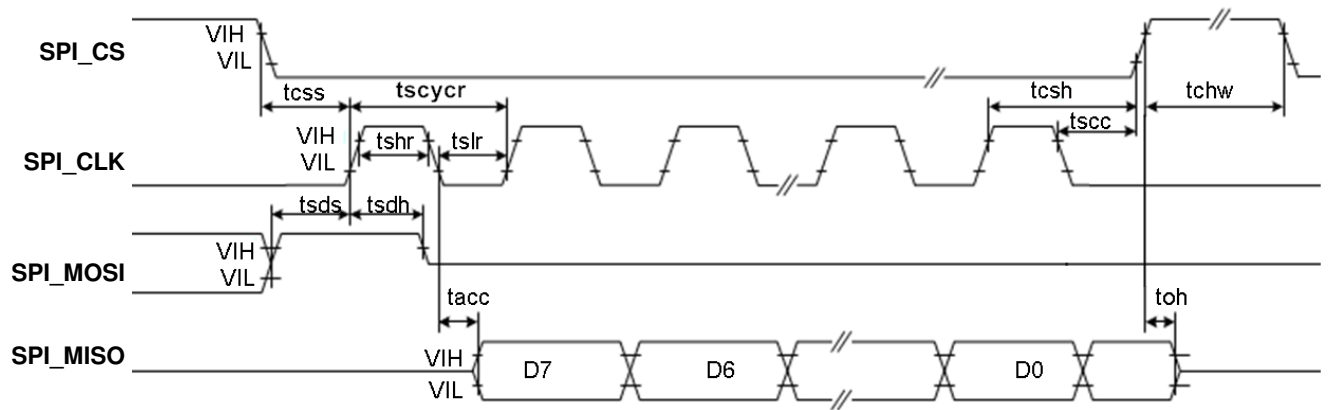 VIH
SPI_CS
VIL
tcss
tscycr
tcsh
tchw
VIH
tshr
tslr
tscc
SPI_CLK
VIL
tsds
tsdh
VIH
SPI_MOSI
VIL
tacc
toh
SPI_MISO
VIH
D7
D6
D0
VIL